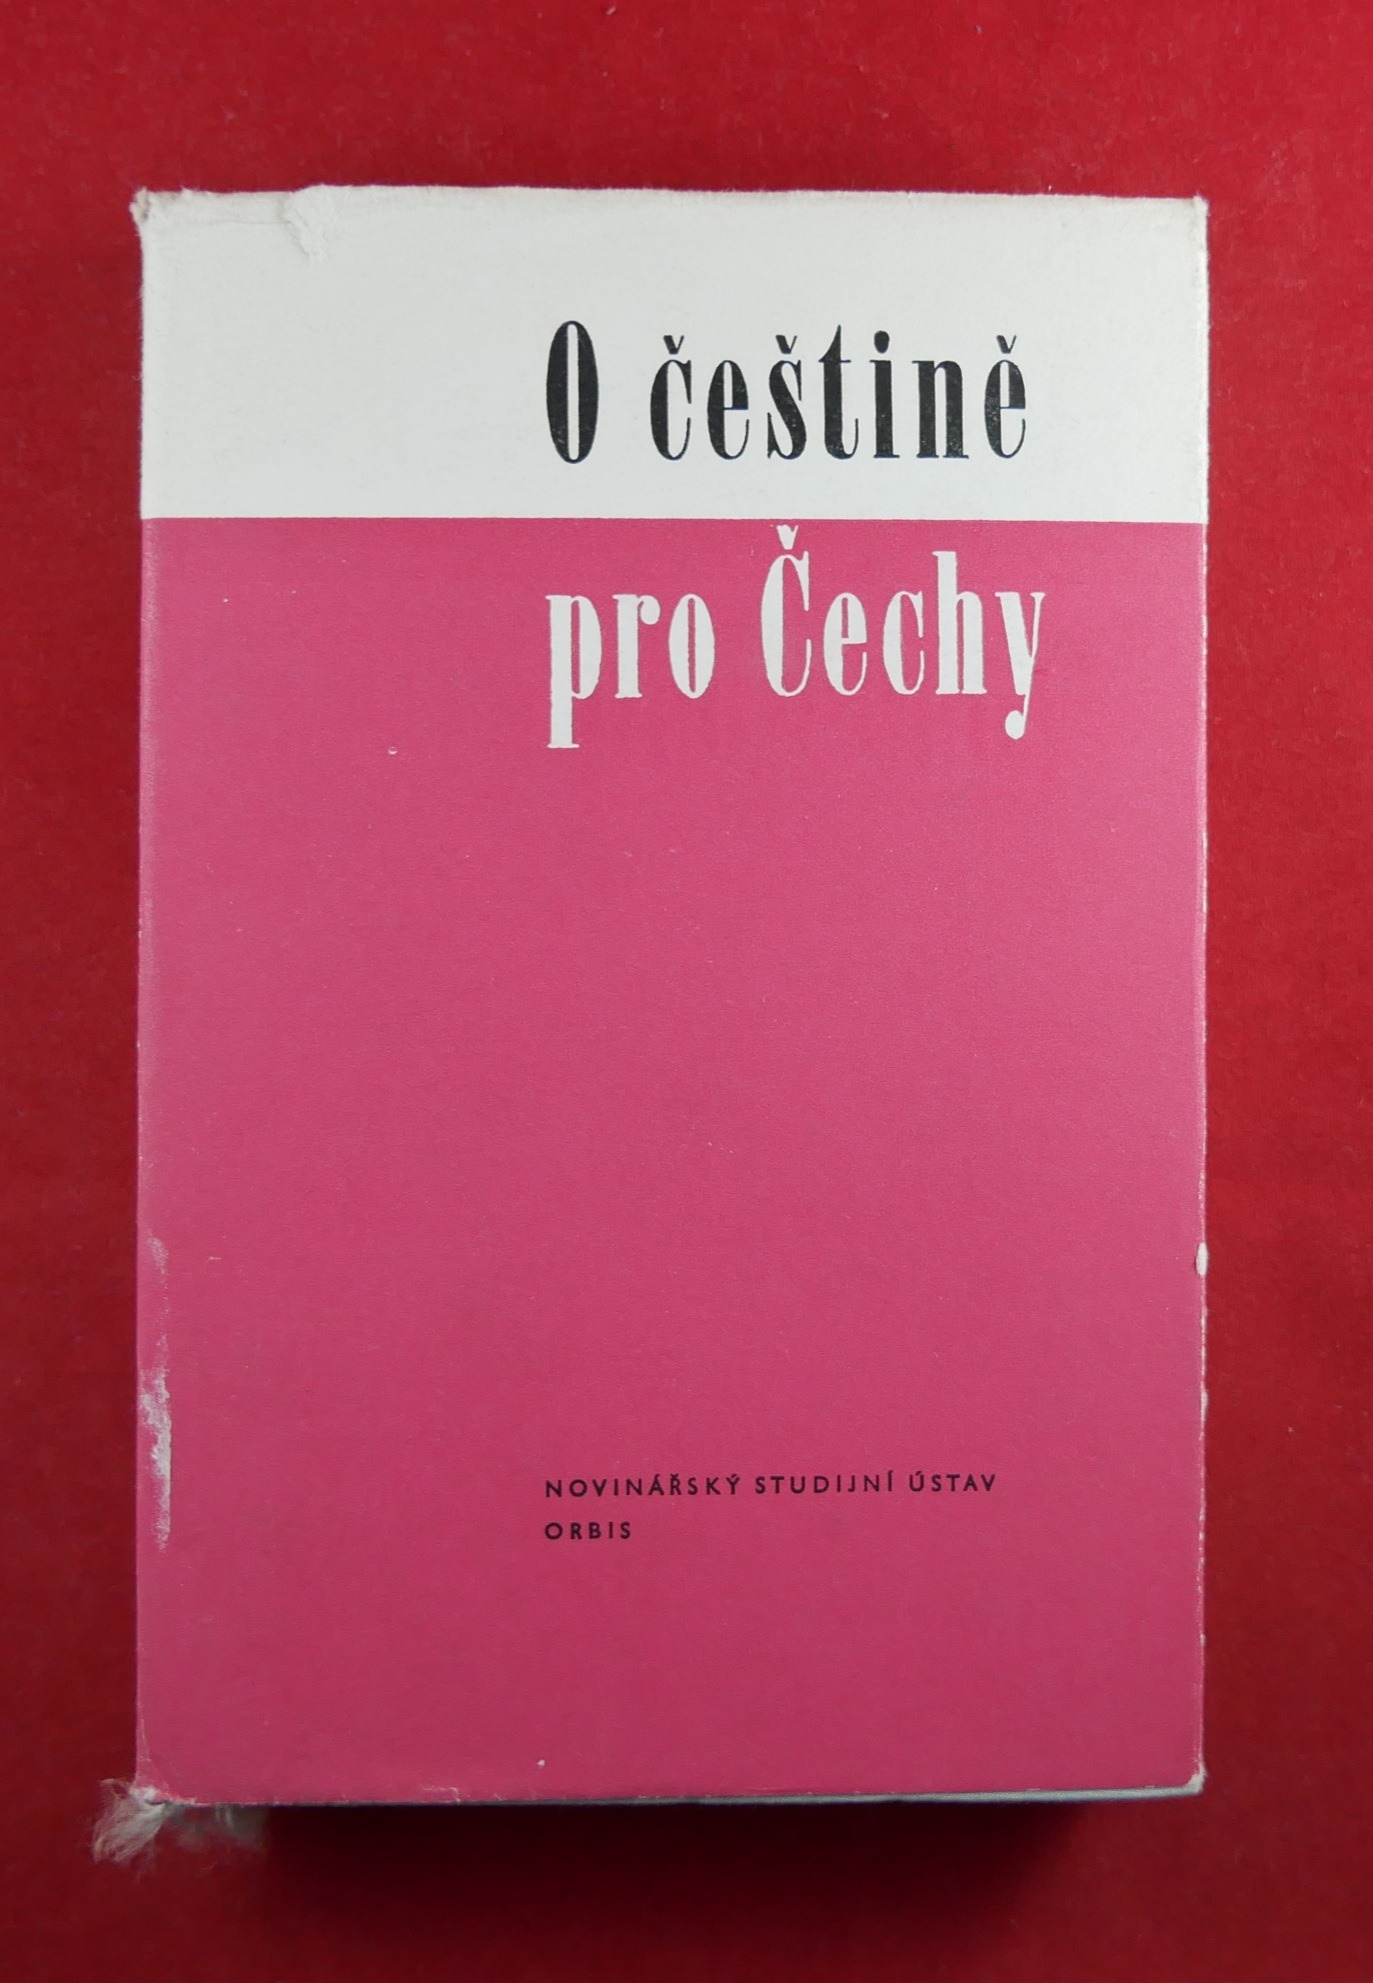 O češtině
pro Čechy
NOVINÁŘSKÝ STUDIJNÍ ÚSTAV
ORBIS